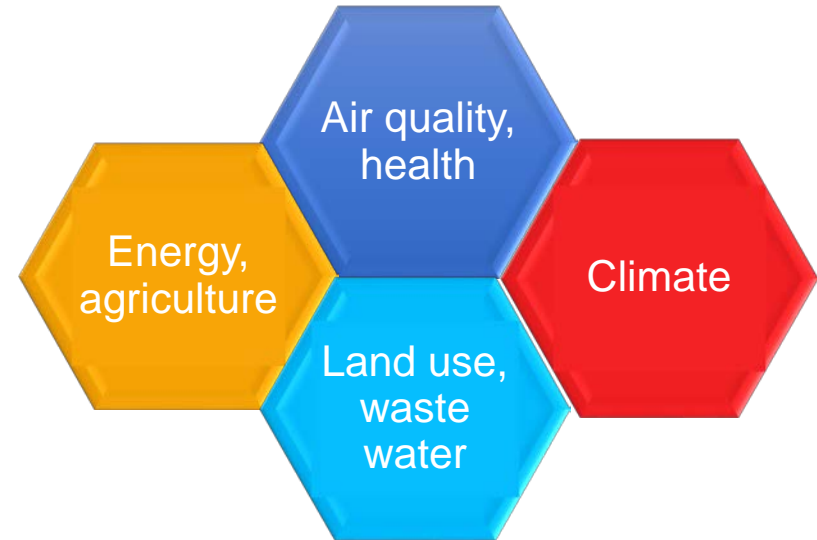 Air quality,
health
Energy,
agriculture
Climate
Land use,
waste
water